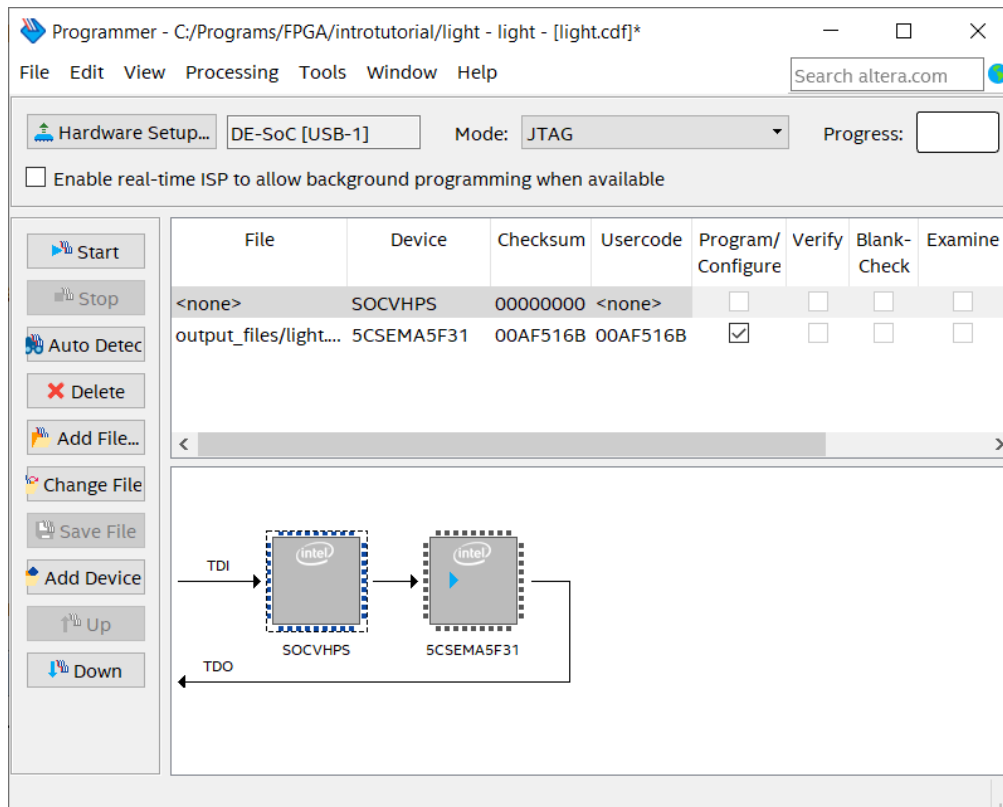 Programmer - C:/Programs/FPGA/introtutorial/light - light - [light.cdf]*
File Edit View Processing Tools Window Help
Search altera.com
Hardware Setup... DE-SoC [USB-1] Mode: JTAG Progress:
Enable real-time ISP to allow background programming when available
Start
Stop
Auto Detec
Delete
Add File...
Change File
Save File
Add Device
Up
Down
File Device Checksum Usercode Program/ Verify Blank- Examine
Configure Check
<none> SOCVHPS 00000000 <none>
output_files/light.... 5CSEMA5F31 00AF516B 00AF516B
intel intel
TDI
SOCVHPS 5CSEMA5F31
TDO